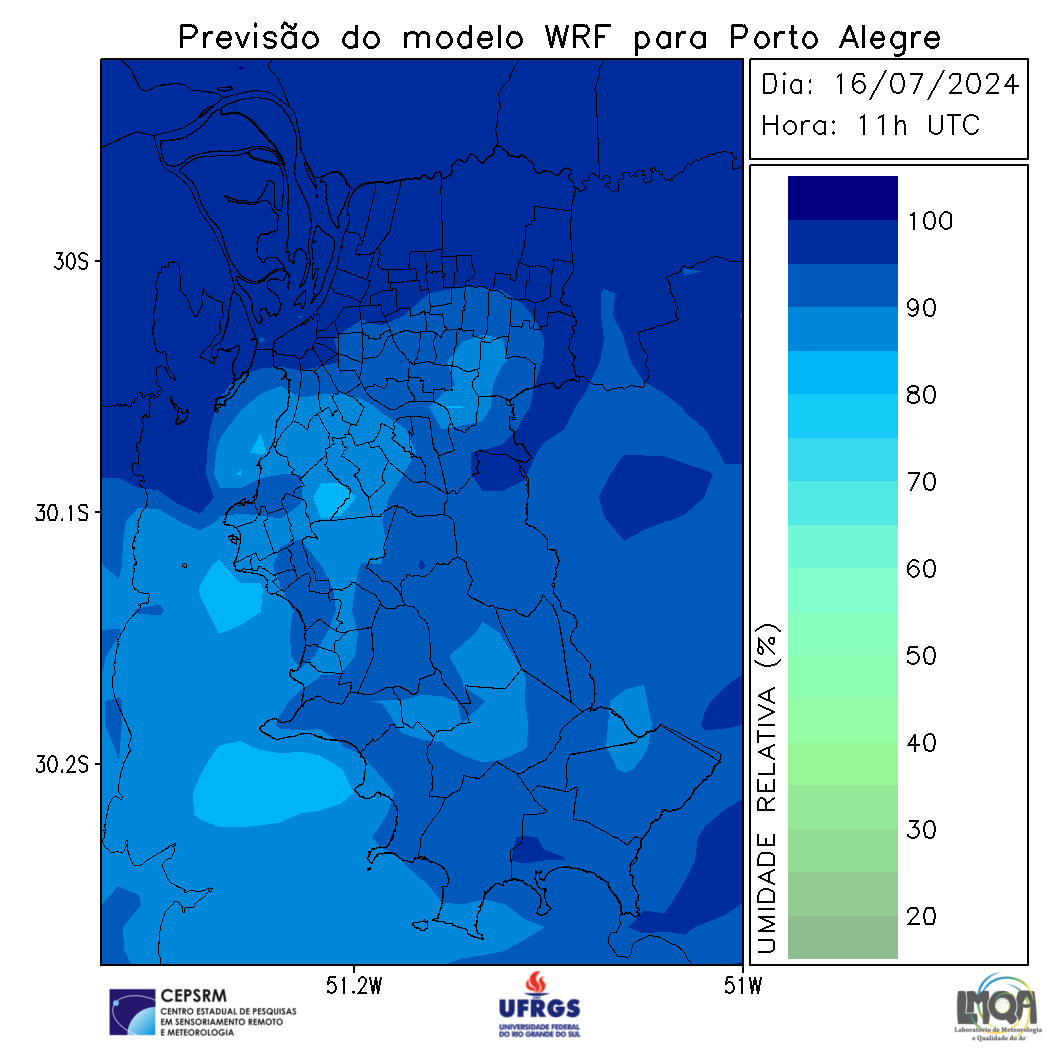 Previsão do modelo WRF para Porto Alegre
Dia: 16/07/2024
Hora: 11h UTC
100
90
80
70
60
50
40
30
20
UMIDADE RELATIVA (%)
30S
30.1S
30.2S
51.2W
51W
CEPSRM
CENTRO ESTADUAL DE PESQUISAS
EM SENSORIAMENTO REMOTO
E METEOROLOGIA
UFRGS
UNIVERSIDADE FEDERAL
DO RIO GRANDE DO SUL
LMQA
Laboratório de Meteorologia
e Qualidade do Ar